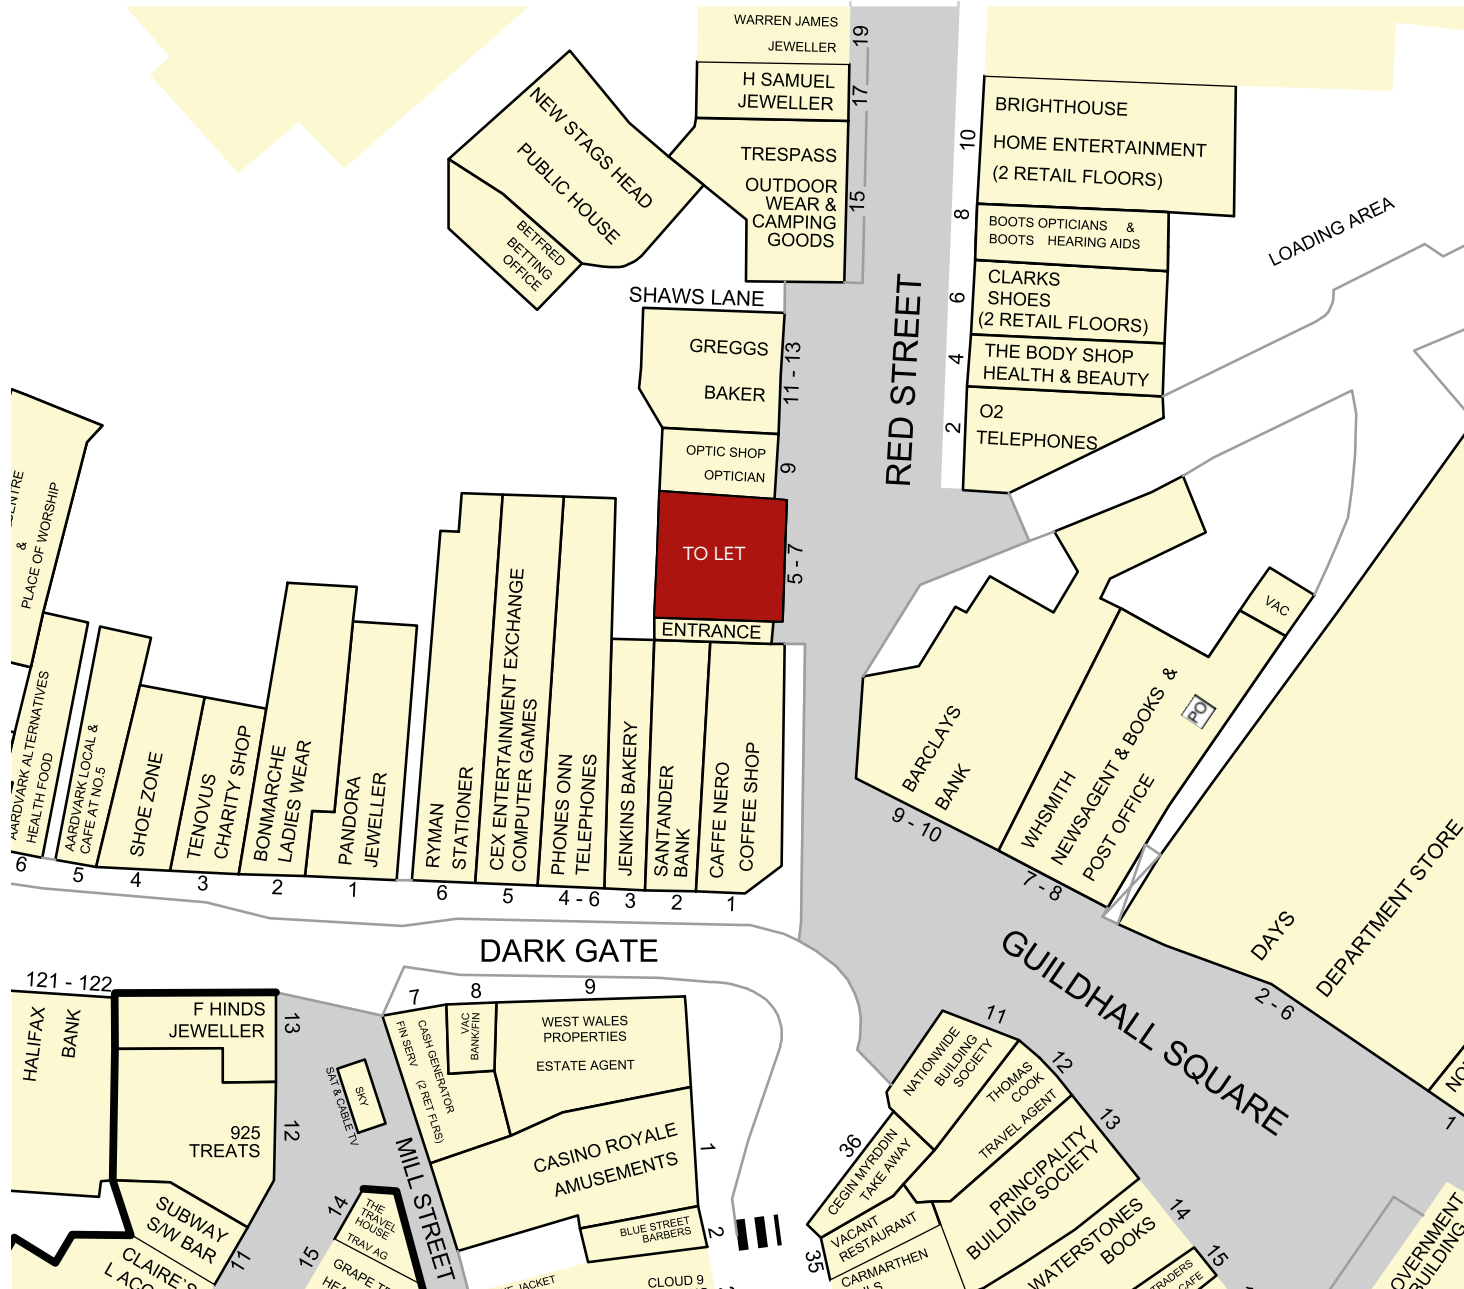 WARREN JAMES
JEWELLER
19
H SAMUEL
JEWELLER
17
TRESPASS
OUTDOOR
WEAR &
CAMPING
GOODS
15
NEW STAGS HEAD
PUBLIC HOUSE
BETFRED
BETTING
OFFICE
SHAWS LANE
GREGGS
BAKER
11 - 13
OPTIC SHOP
OPTICIAN
9
TO LET
5 - 7
ENTRANCE
RED STREET
BRIGHTHOUSE
HOME ENTERTAINMENT
(2 RETAIL FLOORS)
10
BOOTS OPTICIANS &
BOOTS HEARING AIDS
8
CLARKS
SHOES
(2 RETAIL FLOORS)
6
THE BODY SHOP
HEALTH & BEAUTY
4
O2
TELEPHONES
2
LOADING AREA
&
PLACE OF WORSHIP
AARDVARK ALTERNATIVES
HEALTH FOOD
6
AARDVARK LOCAL &
CAFE AT NO.5
5
SHOE ZONE
4
TENOVUS
CHARITY SHOP
3
BONMARCHE
LADIES WEAR
2
PANDORA
JEWELLER
1
RYMAN
STATIONER
6
CEX ENTERTAINMENT EXCHANGE
COMPUTER GAMES
5
PHONES ONN
TELEPHONES
4 - 6
JENKINS BAKERY
3
SANTANDER
BANK
2
CAFFE NERO
COFFEE SHOP
1
BARCLAYS
BANK
9 - 10
WHSMITH
NEWSAGENT & BOOKS &
POST OFFICE
PO
7 - 8
VAC
DAYS
DEPARTMENT STORE
2 - 6
1
DARK GATE
GUILDHALL SQUARE
121 - 122
HALIFAX
BANK
F HINDS
JEWELLER
13
925
TREATS
12
SUBWAY
S/W BAR
11
CLAIRE'S
SKY
SAT & CABLE TV
MILL STREET
14
THE
TRAVEL
HOUSE
TRAV AG
15
7
CASH GENERATOR
FIN SERV (2 RET FLRS)
8
VAC
BANK/FIN
9
WEST WALES
PROPERTIES
ESTATE AGENT
CASINO ROYALE
AMUSEMENTS
1
BLUE STREET
BARBERS
2
JACKET
CLOUD 9
11
NATIONWIDE
BUILDING
SOCIETY
12
THOMAS
COOK
TRAVEL AGENT
13
PRINCIPALITY
BUILDING SOCIETY
36
CEGIN MYRDDIN
TAKE AWAY
35
VACANT
RESTAURANT
CARMARTHEN
14
WATERSTONES
BOOKS
15
TRADERS
CAFE